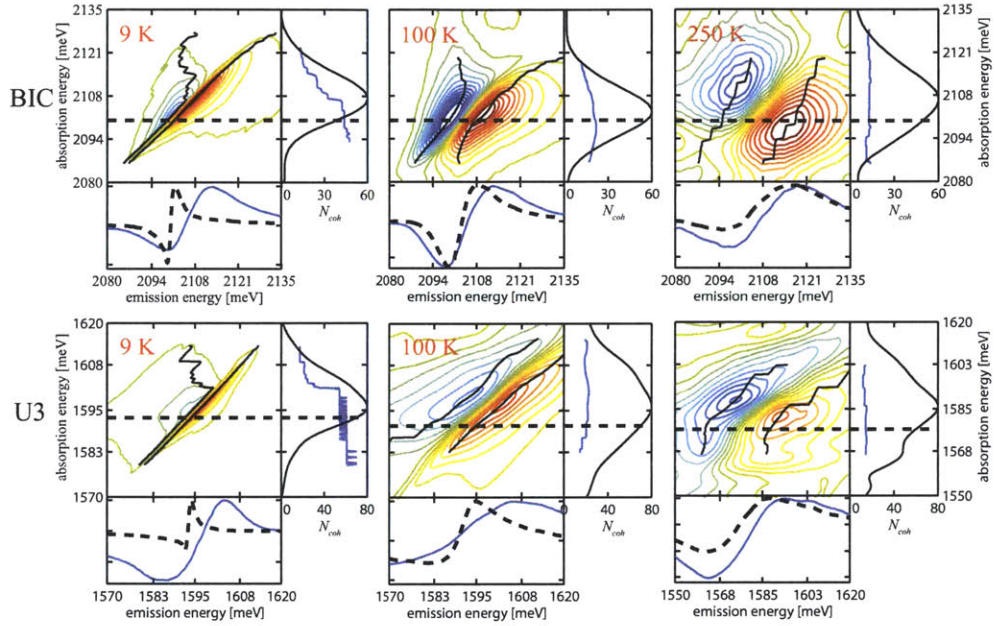 BIC
9 K
100 K
250 K
absorption energy [meV]
2135
2121
2108
2094
2080
2135
2121
2108
2094
2080
absorption energy [meV]
0 30 60
N_coh
0 30 60
N_coh
0 30 60
N_coh
2080 2094 2108 2121 2135
emission energy [meV]
2080 2094 2108 2121 2135
emission energy [meV]
2080 2094 2108 2121 2135
emission energy [meV]
U3
9 K
100 K
250 K
absorption energy [meV]
1620
1608
1595
1583
1570
1620
1603
1585
1568
1550
absorption energy [meV]
0 40 80
N_coh
0 40 80
N_coh
0 40 80
N_coh
1570 1583 1595 1608 1620
emission energy [meV]
1570 1583 1595 1608 1620
emission energy [meV]
1550 1568 1585 1603 1620
emission energy [meV]